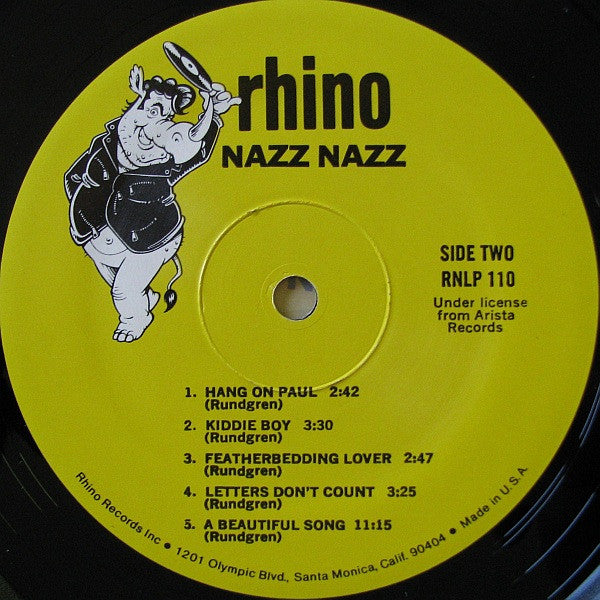 rhino
NAZZ NAZZ
SIDE TWO
RNLP 110
Under license
from Arista
Records
1. HANG ON PAUL 2:42
(Rundgren)
2. KIDDIE BOY 3:30
(Rundgren)
3. FEATHERBEDDING LOVER 2:47
(Rundgren)
4. LETTERS DON'T COUNT 3:25
(Rundgren)
5. A BEAUTIFUL SONG 11:15
(Rundgren)
Rhino Records Inc • 1201 Olympic Blvd., Santa Monica, Calif. 90404 • Made in U.S.A.